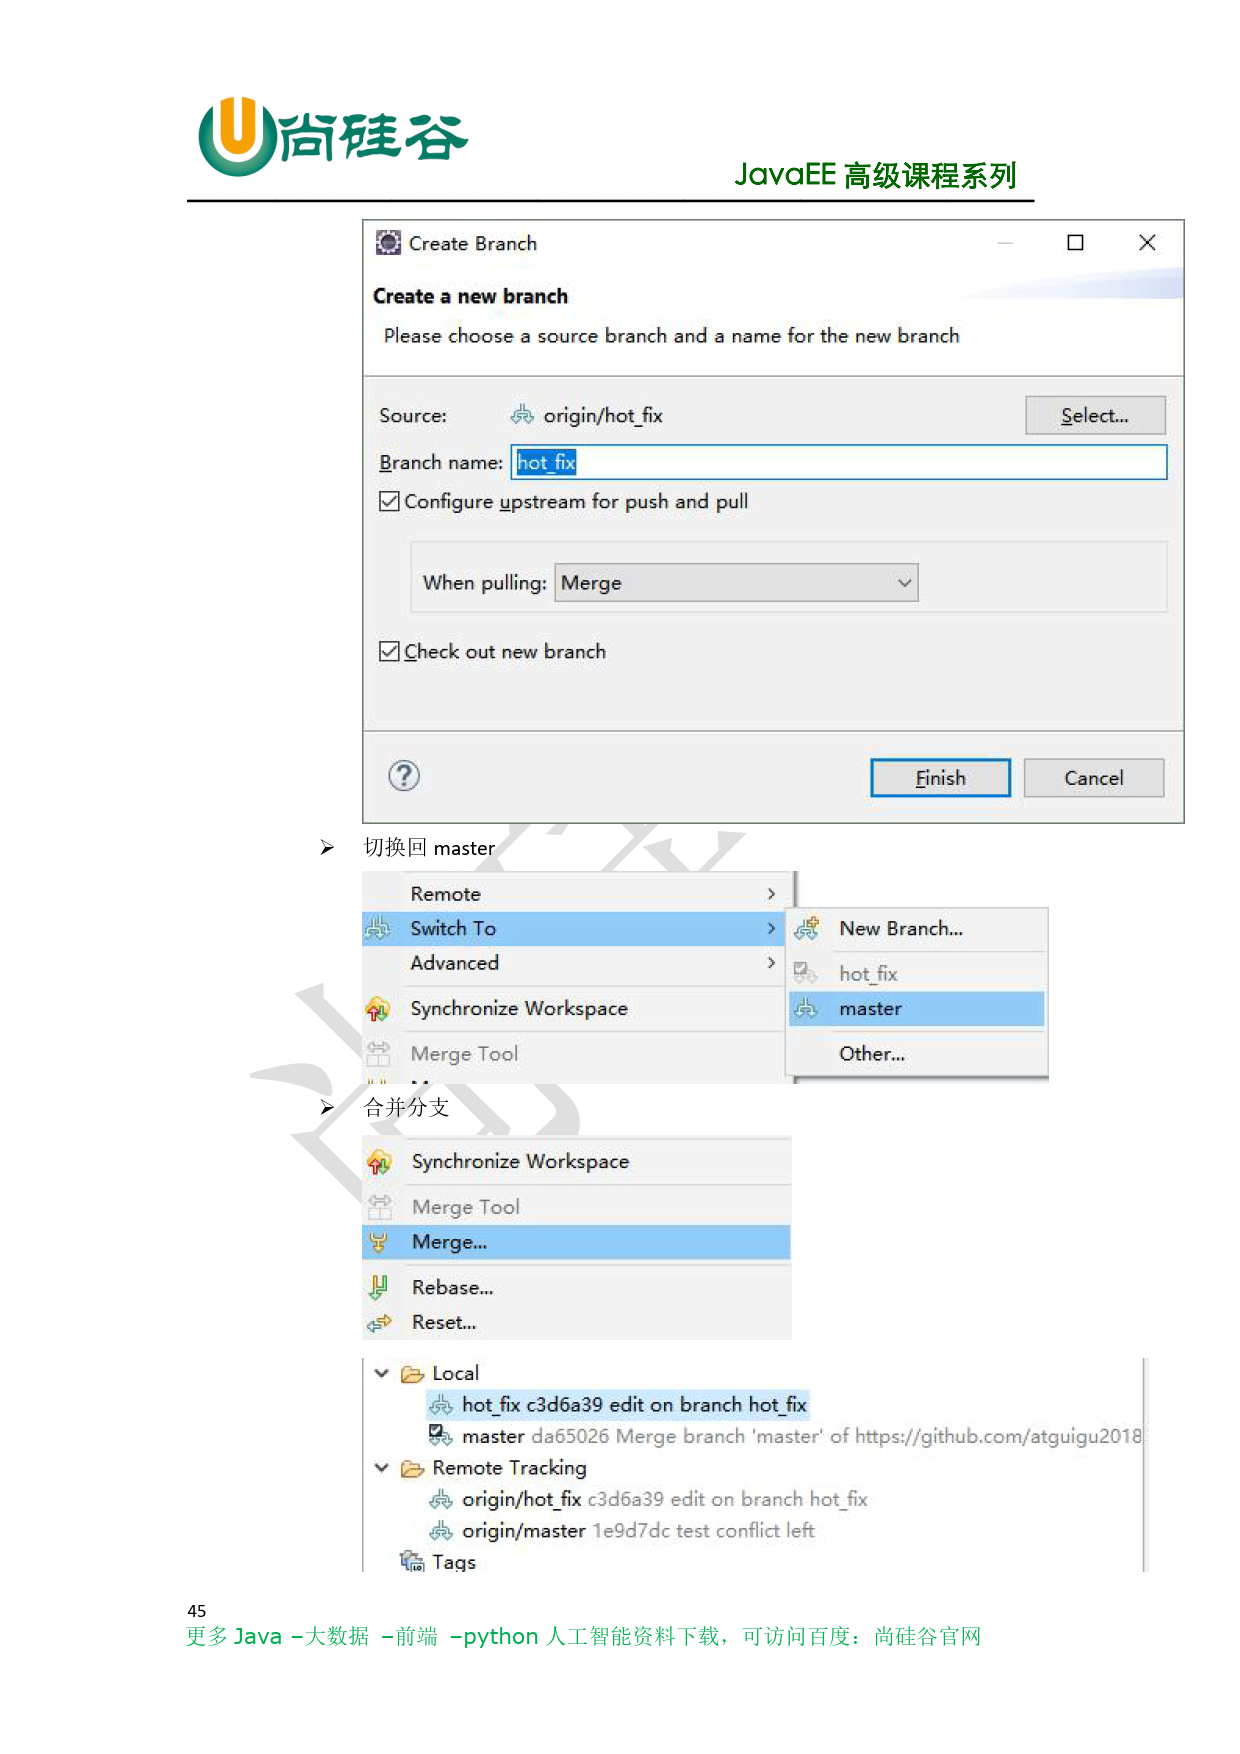 尚硅谷
JavaEE 高级课程系列
Create Branch
Create a new branch
Please choose a source branch and a name for the new branch
Source: origin/hot_fix Select...
Branch name: hot_fix
Configure upstream for push and pull
When pulling: Merge
Check out new branch
Finish Cancel
➢ 切换回 master
Remote
Switch To
Advanced
Synchronize Workspace
Merge Tool
New Branch...
hot_fix
master
Other...
➢ 合并分支
Synchronize Workspace
Merge Tool
Merge...
Rebase...
Reset...
Local
hot_fix c3d6a39 edit on branch hot_fix
master da65026 Merge branch 'master' of https://github.com/atguigu2018
Remote Tracking
origin/hot_fix c3d6a39 edit on branch hot_fix
origin/master 1e9d7dc test conflict left
Tags
45
更多 Java –大数据 –前端 –python 人工智能资料下载，可访问百度：尚硅谷官网